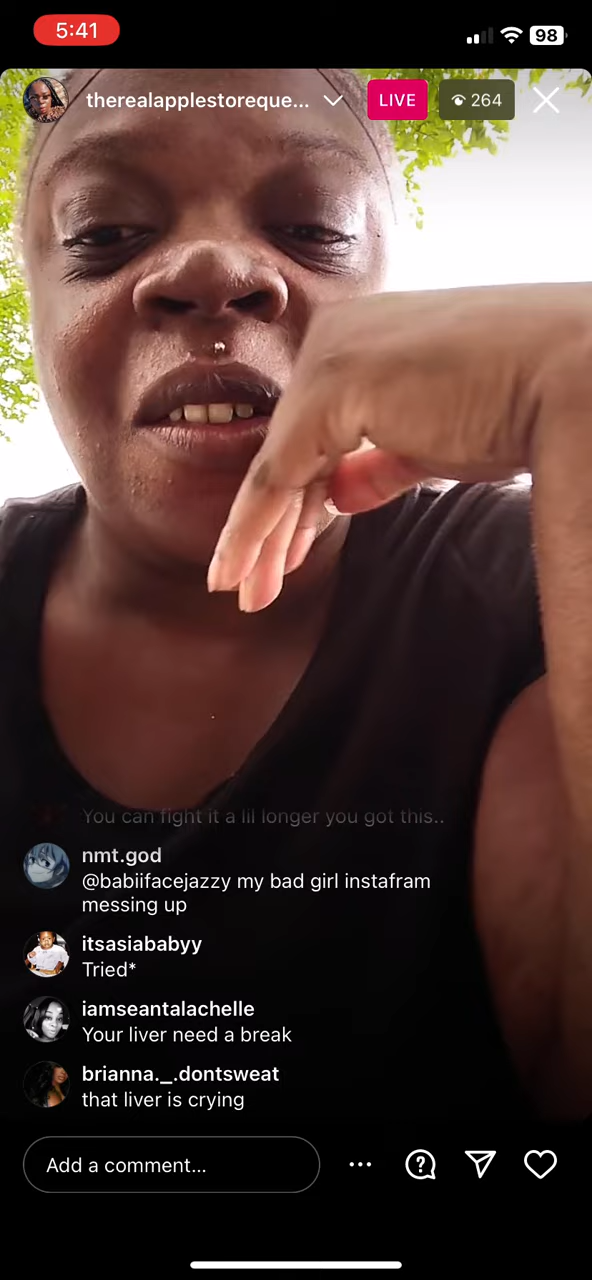 5:41
98
therealapplestoreque...
LIVE
264
You can fight it a lil longer you got this..
nmt.god
@babiifacejazzy my bad girl instafram
messing up
itsasiababyy
Tried*
iamseantalachelle
Your liver need a break
brianna._.dontsweat
that liver is crying
Add a comment...